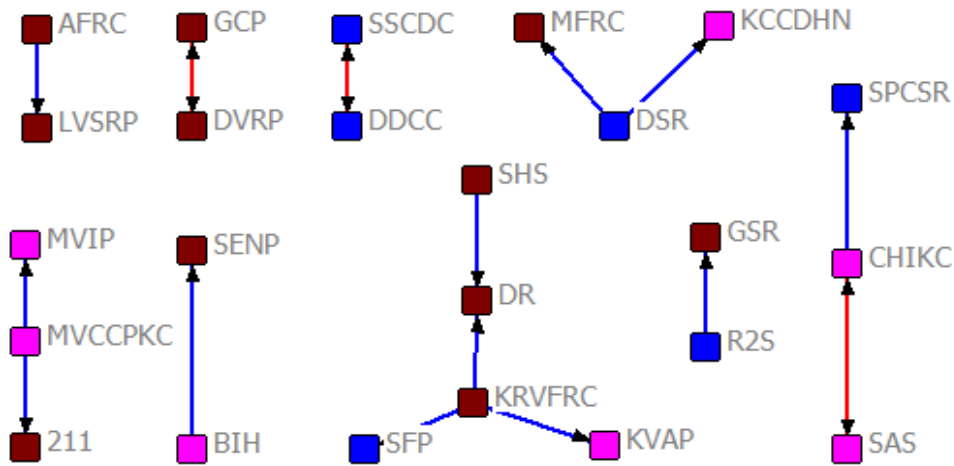 AFRC
GCP
SSCDC
MFRC
KCCDHN
LVSRP
DVRP
DDCC
DSR
SPCSR
SHS
MVIP
SENP
GSR
CHIKC
DR
MVCCPKC
R2S
KRVFRC
211
BIH
SFP
KVAP
SAS